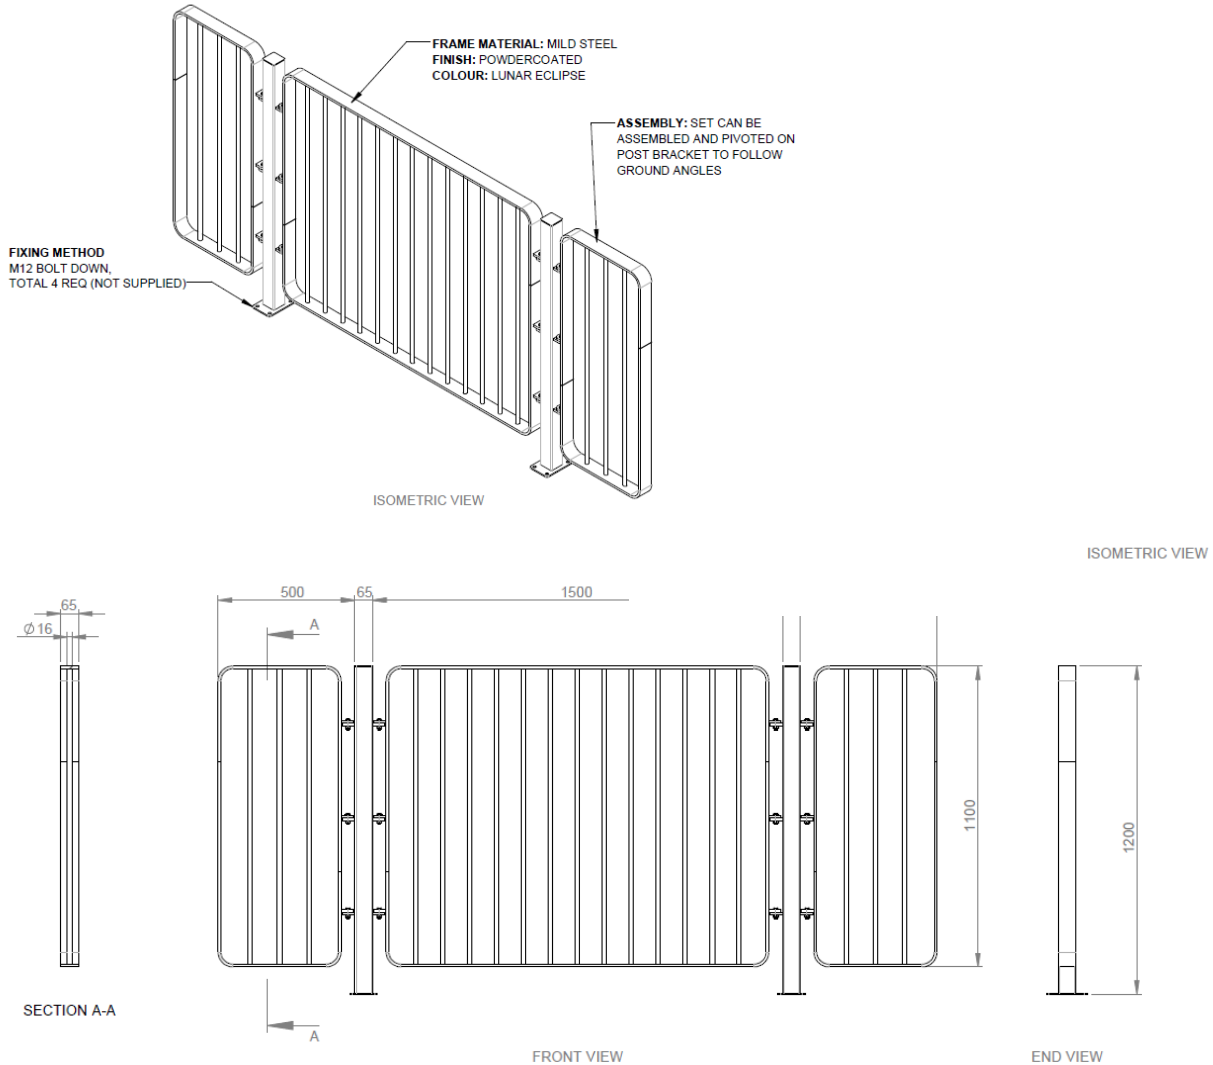 FRAME MATERIAL: MILD STEEL
FINISH: POWDERCOATED
COLOUR: LUNAR ECLIPSE
ASSEMBLY: SET CAN BE
ASSEMBLED AND PIVOTED ON
POST BRACKET TO FOLLOW
GROUND ANGLES
FIXING METHOD
M12 BOLT DOWN,
TOTAL 4 REQ (NOT SUPPLIED)
ISOMETRIC VIEW
ISOMETRIC VIEW
65
Ø16
SECTION A-A
500
65
1500
A
A
1100
FRONT VIEW
1200
END VIEW